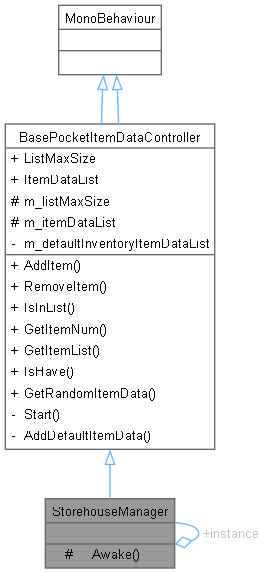 MonoBehaviour
BasePocketItemDataController
+ ListMaxSize
+ ItemDataList
# m_listMaxSize
# m_itemDataList
- m_defaultInventoryItemDataList
+ AddItem()
+ RemoveItem()
+ IsInList()
+ GetItemNum()
+ GetItemList()
+ IsHave()
+ GetRandomItemData()
- Start()
- AddDefaultItemData()
StorehouseManager
+instance
# Awake()